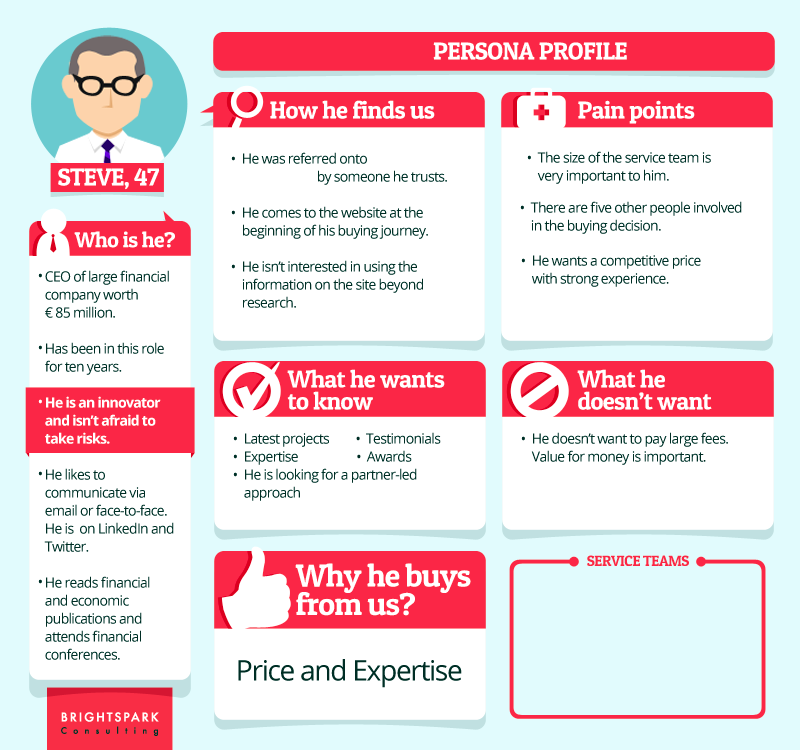 PERSONA PROFILE
STEVE, 47
Who is he?
• CEO of large financial
company worth
€ 85 million.
• Has been in this role
for ten years.
• He is an innovator
and isn't afraid to
take risks.
• He likes to
communicate via
email or face-to-face.
He is on LinkedIn and
Twitter.
• He reads financial
and economic
publications and
attends financial
conferences.
BRIGHTSPARK
Consulting
How he finds us
• He was referred onto
by someone he trusts.
• He comes to the website at the
beginning of his buying journey.
• He isn't interested in using the
information on the site beyond
research.
Pain points
• The size of the service team is
very important to him.
• There are five other people involved
in the buying decision.
• He wants a competitive price
with strong experience.
What he wants
to know
• Latest projects • Testimonials
• Expertise • Awards
• He is looking for a partner-led
approach
What he
doesn't want
• He doesn't want to pay large fees.
Value for money is important.
Why he buys
from us?
Price and Expertise
SERVICE TEAMS